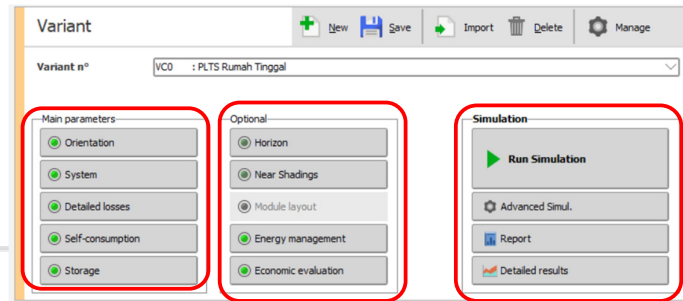 Variant New Save Import Delete Manage
Variant n° VC0 : PLTS Rumah Tinggal
Main parameters
Orientation
System
Detailed losses
Self-consumption
Storage
Optional
Horizon
Near Shadings
Module layout
Energy management
Economic evaluation
Simulation
Run Simulation
Advanced Simul.
Report
Detailed results